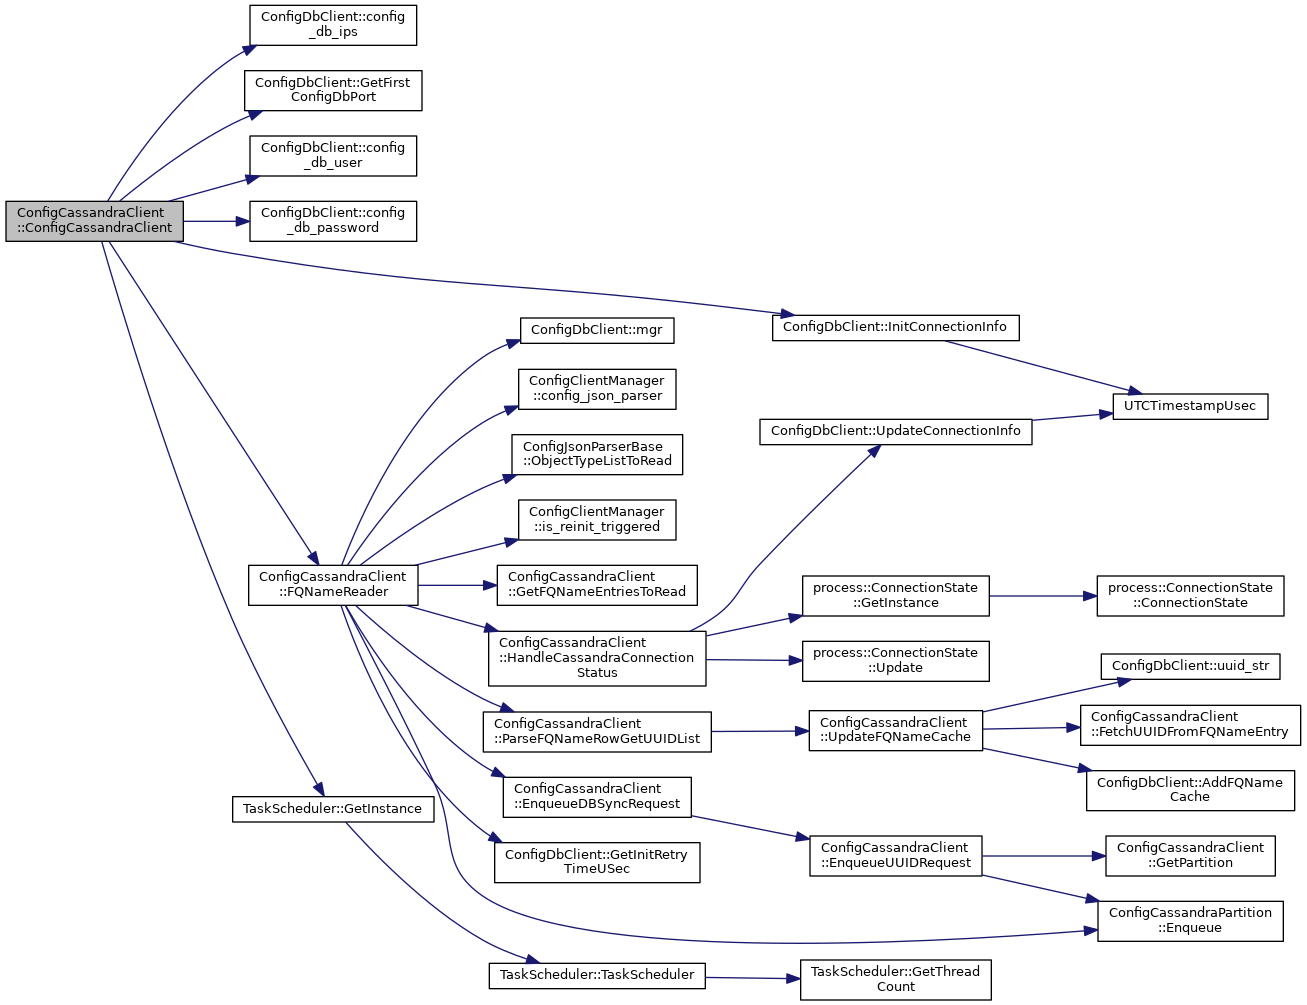 ConfigDbClient::config
_db_ips
ConfigDbClient::GetFirst
ConfigDbPort
ConfigDbClient::config
_db_user
ConfigCassandraClient
::ConfigCassandraClient
ConfigDbClient::config
_db_password
ConfigDbClient::mgr
ConfigDbClient::InitConnectionInfo
ConfigClientManager
::config_json_parser
UTCTimestampUsec
ConfigDbClient::UpdateConnectionInfo
ConfigJsonParserBase
::ObjectTypeListToRead
ConfigClientManager
::is_reinit_triggered
ConfigCassandraClient
::FQNameReader
ConfigCassandraClient
::GetFQNameEntriesToRead
process::ConnectionState
::GetInstance
process::ConnectionState
::ConnectionState
ConfigCassandraClient
::HandleCassandraConnection
Status
process::ConnectionState
::Update
ConfigDbClient::uuid_str
ConfigCassandraClient
::ParseFQNameRowGetUUIDList
ConfigCassandraClient
::UpdateFQNameCache
ConfigCassandraClient
::FetchUUIDFromFQNameEntry
ConfigDbClient::AddFQName
Cache
ConfigCassandraClient
::EnqueueDBSyncRequest
TaskScheduler::GetInstance
ConfigDbClient::GetInitRetry
TimeUSec
ConfigCassandraClient
::EnqueueUUIDRequest
ConfigCassandraClient
::GetPartition
ConfigCassandraPartition
::Enqueue
TaskScheduler::TaskScheduler
TaskScheduler::GetThread
Count